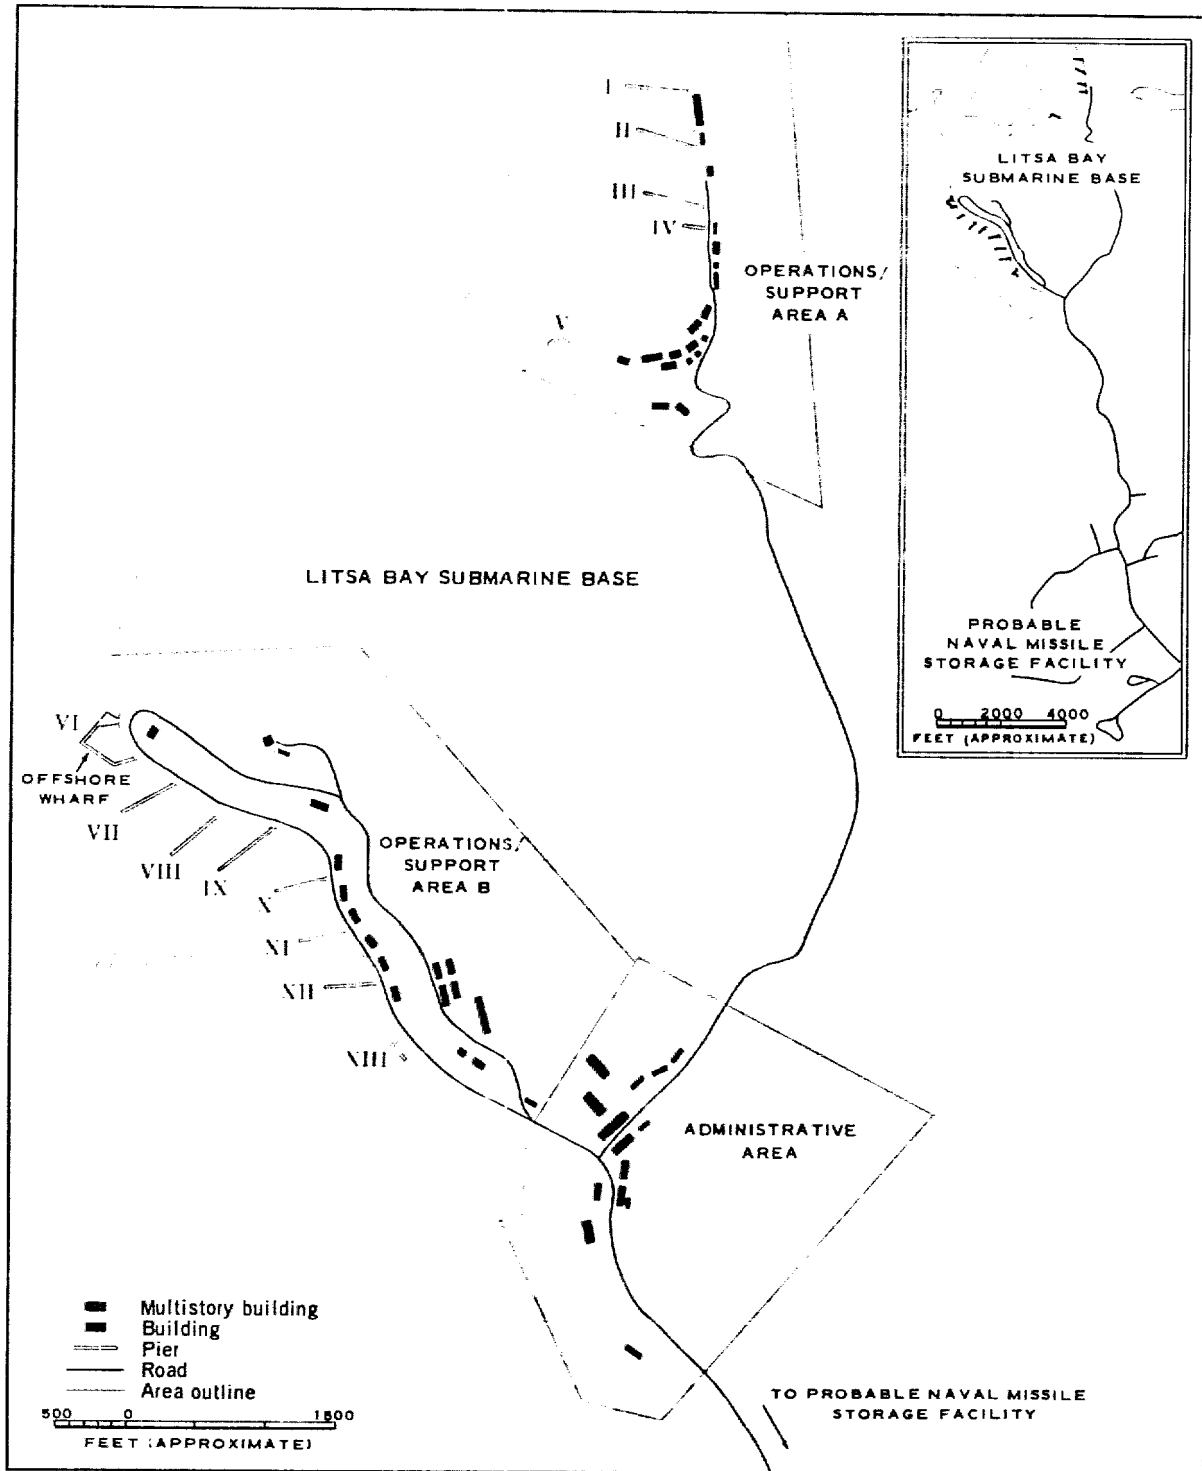 I
II
III
IV
OPERATIONS/
SUPPORT
AREA A
V
LITSA BAY
SUBMARINE BASE
PROBABLE
NAVAL MISSILE
STORAGE FACILITY
0 2000 4000
FEET (APPROXIMATE)
LITSA BAY SUBMARINE BASE
VI
OFFSHORE
WHARF
VII
VIII
IX
X
XI
XII
XIII
OPERATIONS/
SUPPORT
AREA B
ADMINISTRATIVE
AREA
Multistory building
Building
Pier
Road
Area outline
500 0 1500
FEET (APPROXIMATE)
TO PROBABLE NAVAL MISSILE
STORAGE FACILITY